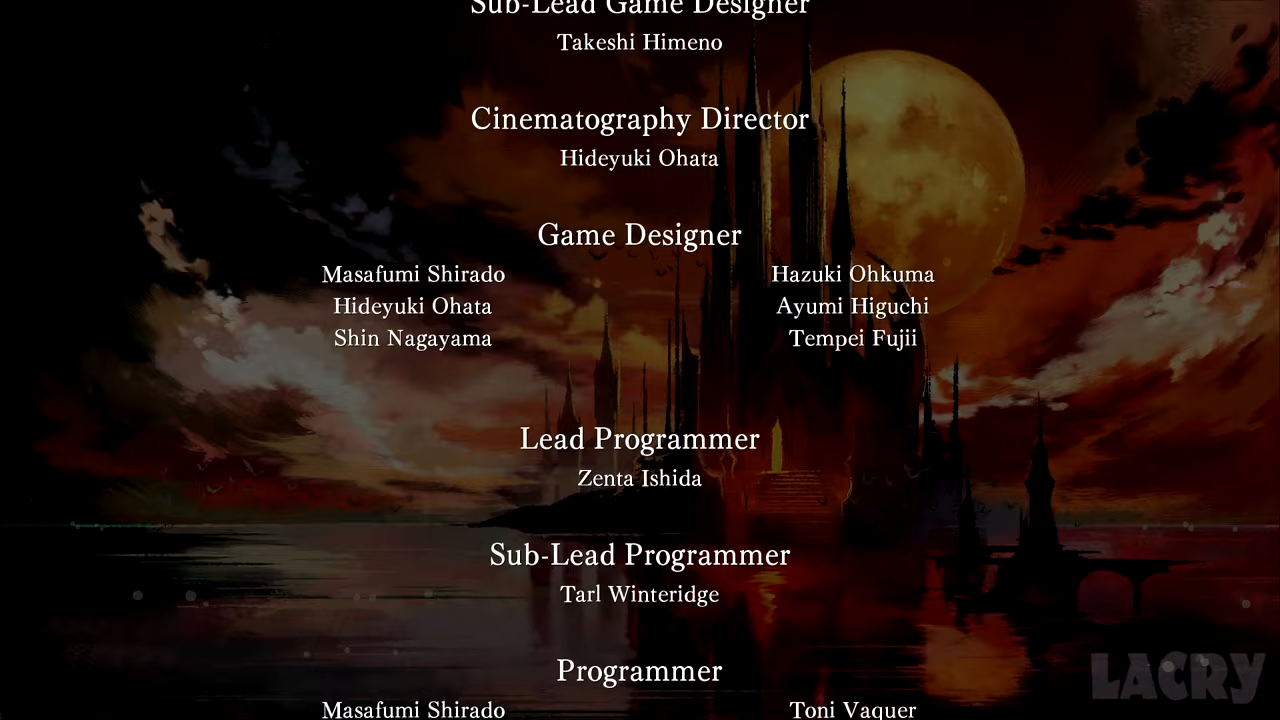 Sub-Lead Game Designer
Takeshi Himeno
Cinematography Director
Hideyuki Ohata
Game Designer
Masafumi Shirado
Hazuki Ohkuma
Hideyuki Ohata
Ayumi Higuchi
Shin Nagayama
Tempei Fujii
Lead Programmer
Zenta Ishida
Sub-Lead Programmer
Tarl Winteridge
Programmer
Masafumi Shirado
Toni Vaquer
LACRY